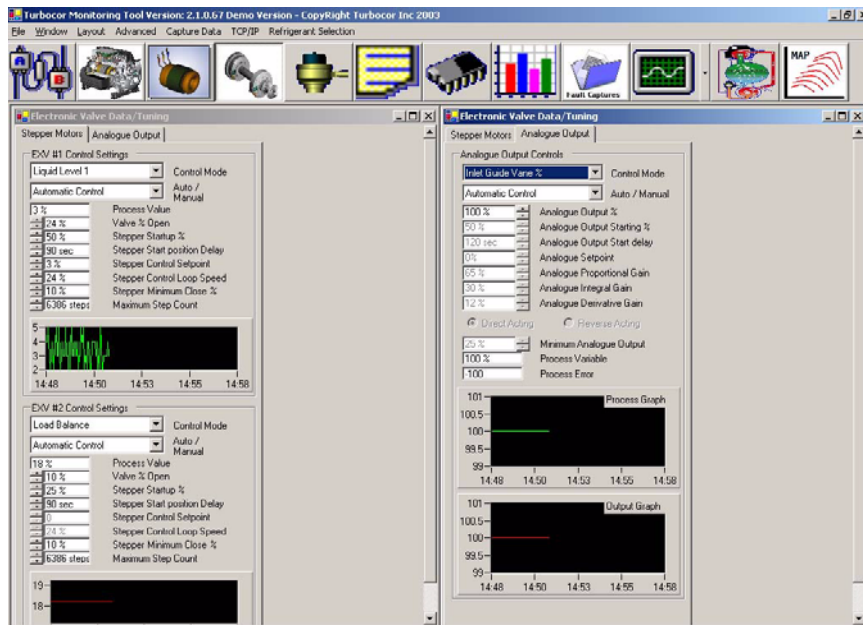 Turbocor Monitoring Tool Version: 2.1.0.67 Demo Version - CopyRight Turbocor Inc 2003
File Window Layout Advanced Capture Data TCP/IP Refrigerant Selection
A
B
Fault Captures
MAP
Electronic Valve Data/Tuning
Stepper Motors Analogue Output
EXV #1 Control Settings
Liquid Level 1 Control Mode
Automatic Control Auto / Manual
3 % Process Value
24 % Valve % Open
50 % Stepper Startup %
90 sec Stepper Start position Delay
3 % Stepper Control Setpoint
24 % Stepper Control Loop Speed
10 % Stepper Minimum Close %
6386 steps Maximum Step Count
5
4
3
2
14:48 14:50 14:53 14:55 14:58
EXV #2 Control Settings
Load Balance Control Mode
Automatic Control Auto / Manual
18 % Process Value
10 % Valve % Open
25 % Stepper Startup %
90 sec Stepper Start position Delay
0 Stepper Control Setpoint
24 % Stepper Control Loop Speed
10 % Stepper Minimum Close %
6386 steps Maximum Step Count
19
18
Electronic Valve Data/Tuning
Stepper Motors Analogue Output
Analogue Output Controls
Inlet Guide Vane % Control Mode
Automatic Control Auto / Manual
100 % Analogue Output %
50 % Analogue Output Starting %
120 sec Analogue Output Start delay
0% Analogue Setpoint
65 % Analogue Proportional Gain
30 % Analogue Integral Gain
12 % Analogue Derivative Gain
Direct Acting Reverse Acting
25 % Minimum Analogue Output
100 % Process Variable
-100 Process Error
Process Graph
101
100.5
100
99.5
99
14:48 14:50 14:53 14:55 14:58
Output Graph
101
100.5
100
99.5
99
14:48 14:50 14:53 14:55 14:58